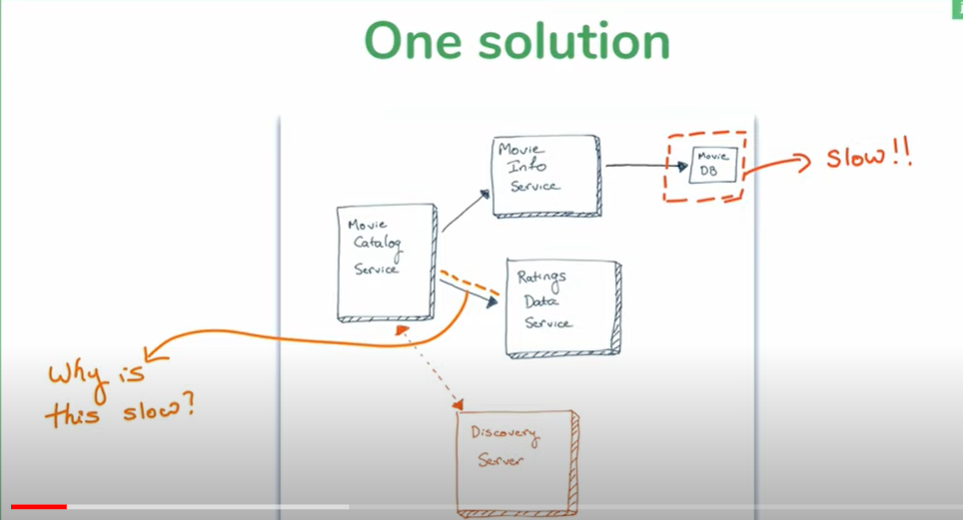 One solution
Movie
Info
Service
Movie
DB
Slow!!
Movie
Catalog
Service
Ratings
Data
Service
Why is
this slow?
Discovery
Server